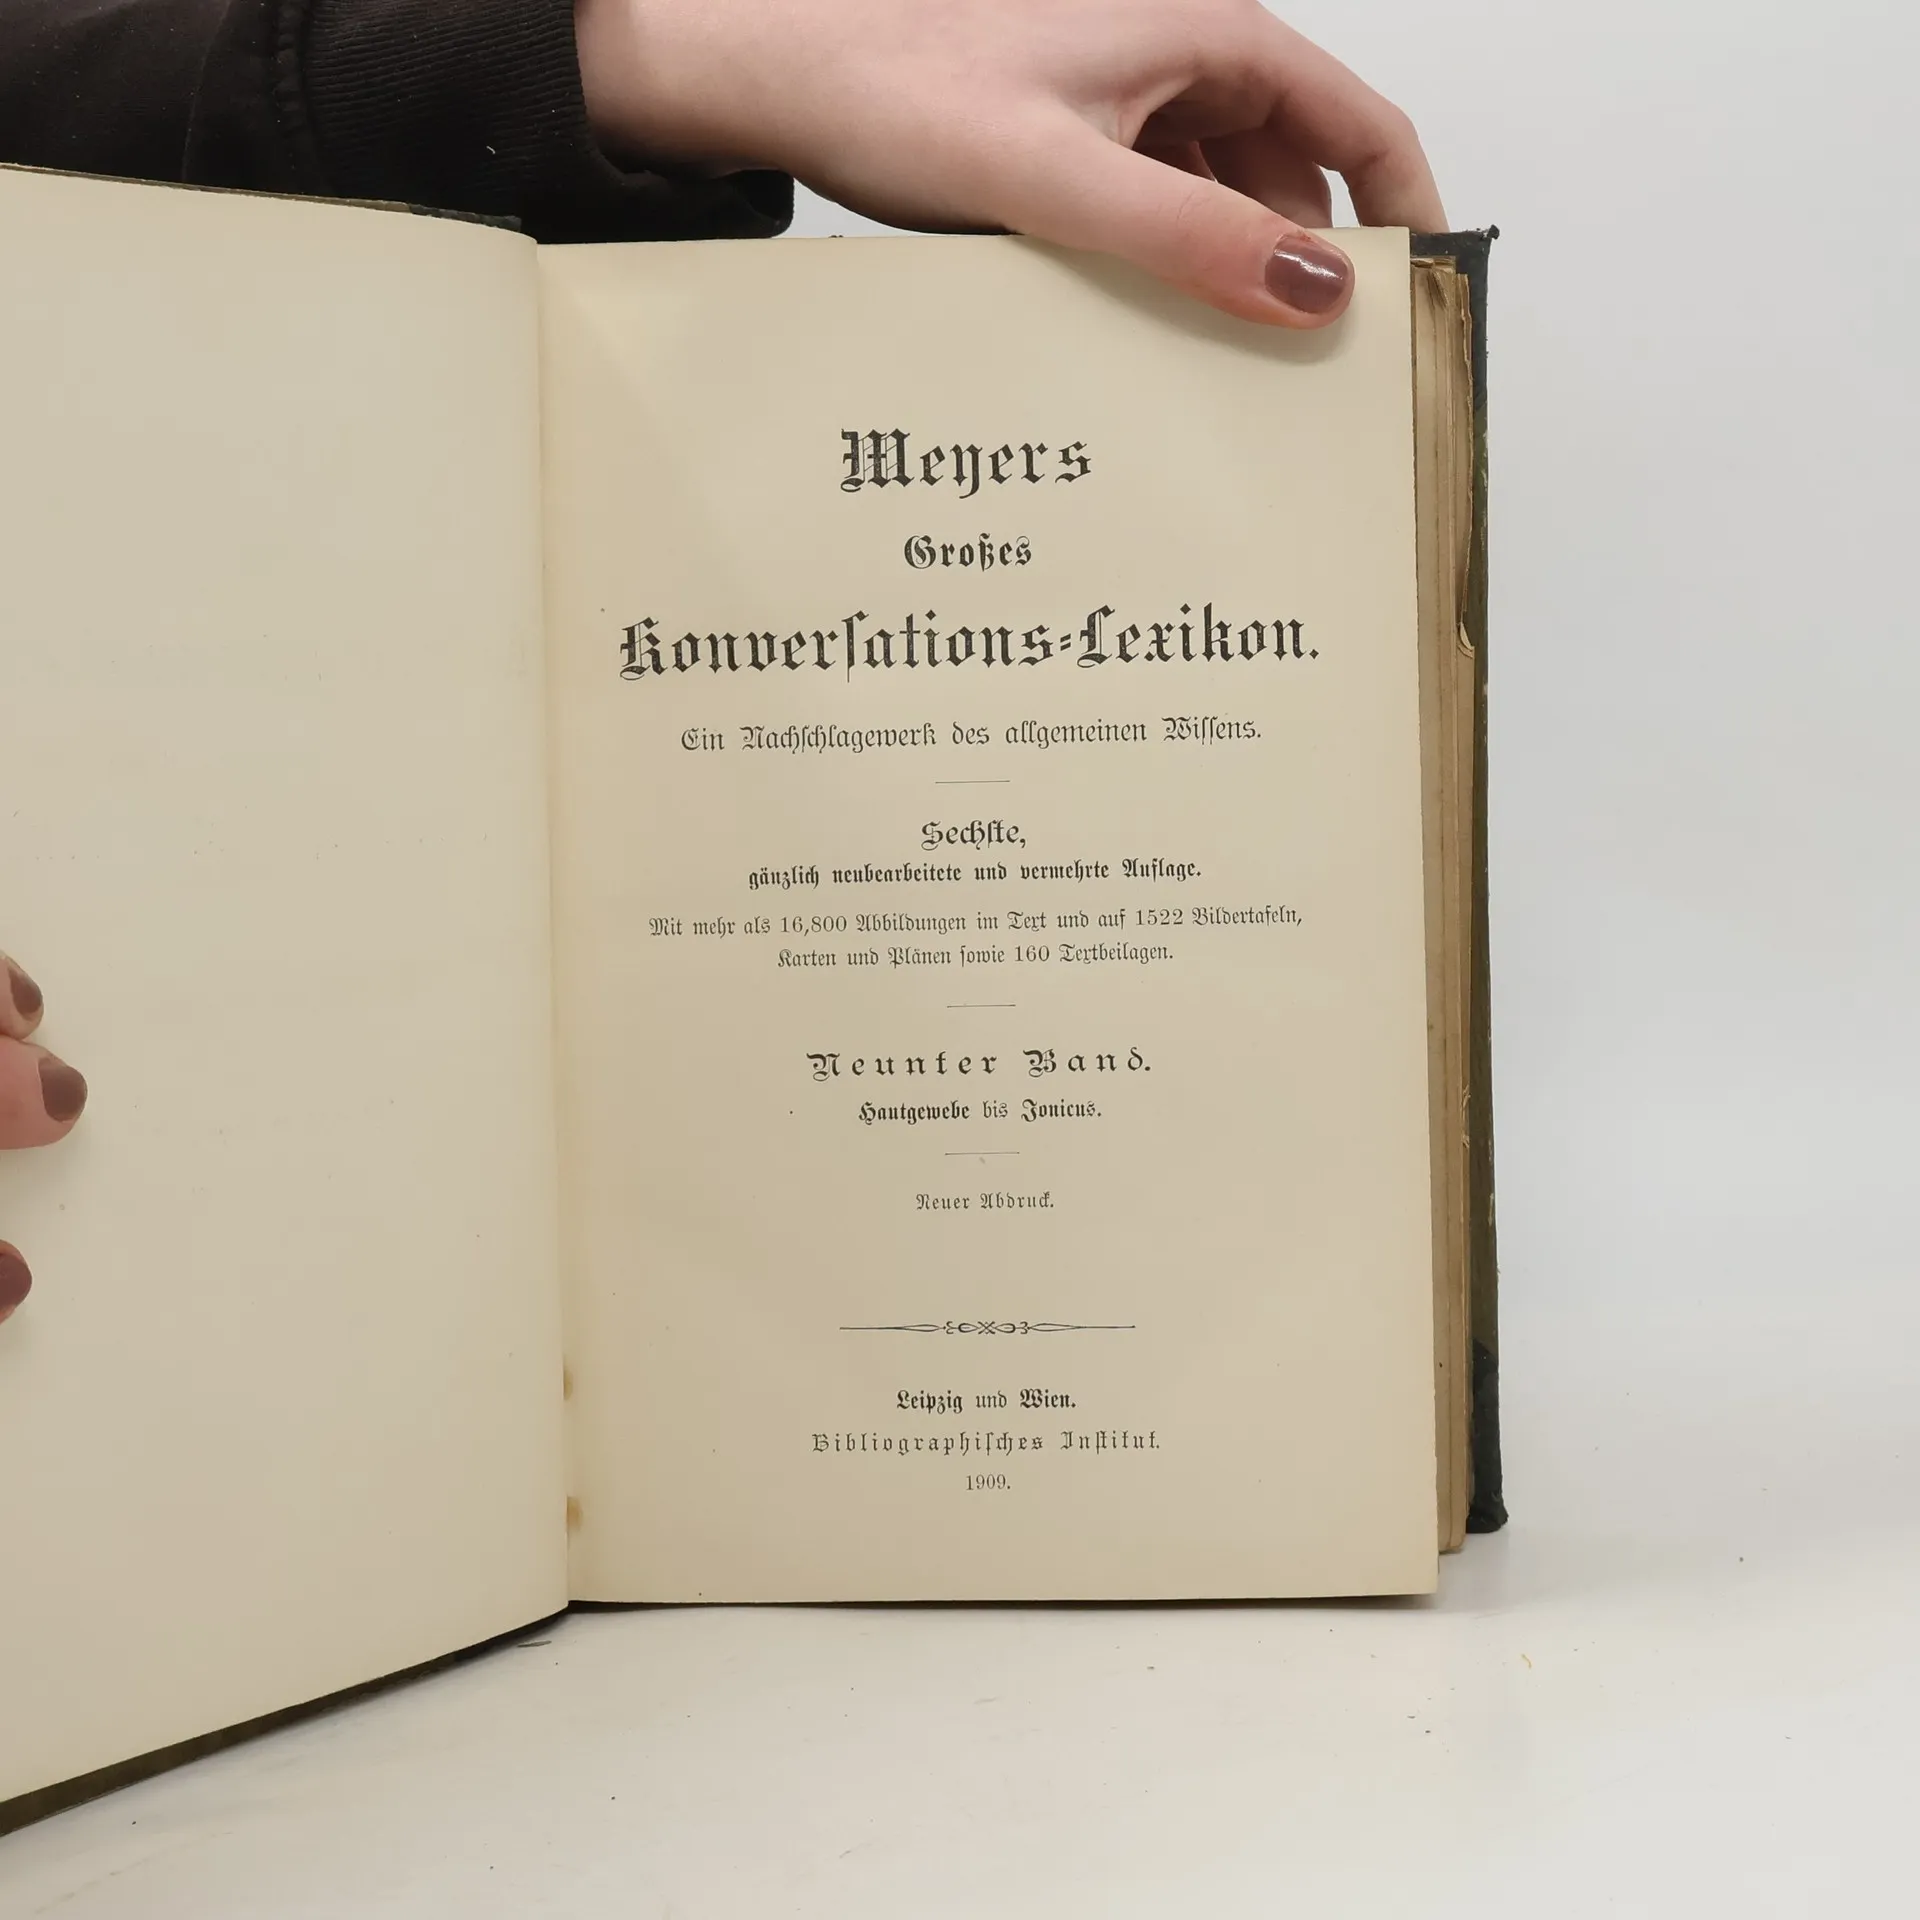 Meyers
Großes
Konverſations-Lexikon.
Ein Nachſchlagewerk des allgemeinen Wiſſens.
Sechſte,
gänzlich neubearbeitete und vermehrte Auflage.
Mit mehr als 16,800 Abbildungen im Text und auf 1522 Bildertafeln,
Karten und Plänen ſowie 160 Textbeilagen.
Neunter Band.
Hautgewebe bis Jonicus.
Neuer Abdruck.
Leipzig und Wien.
Bibliographiſches Inſtitut.
1909.